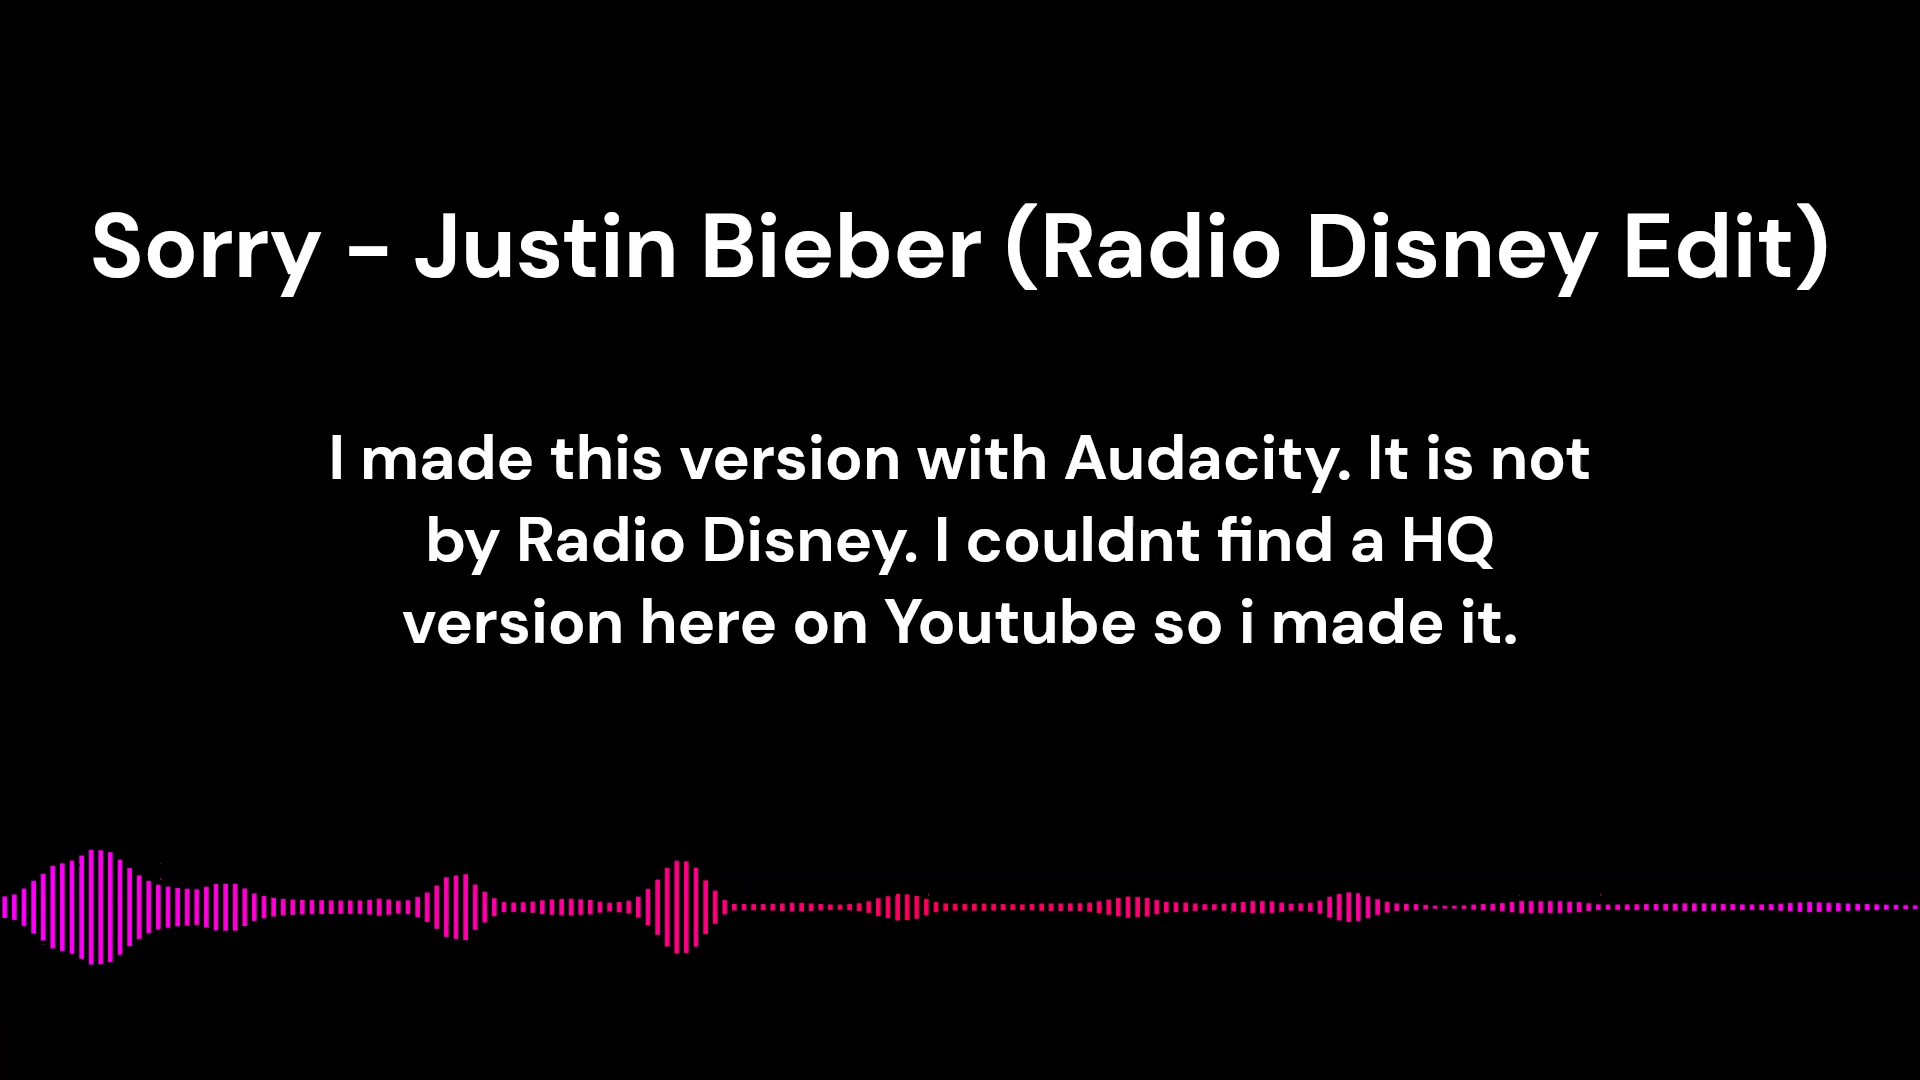 Sorry - Justin Bieber (Radio Disney Edit)
I made this version with Audacity. It is not
by Radio Disney. I couldnt find a HQ
version here on Youtube so i made it.